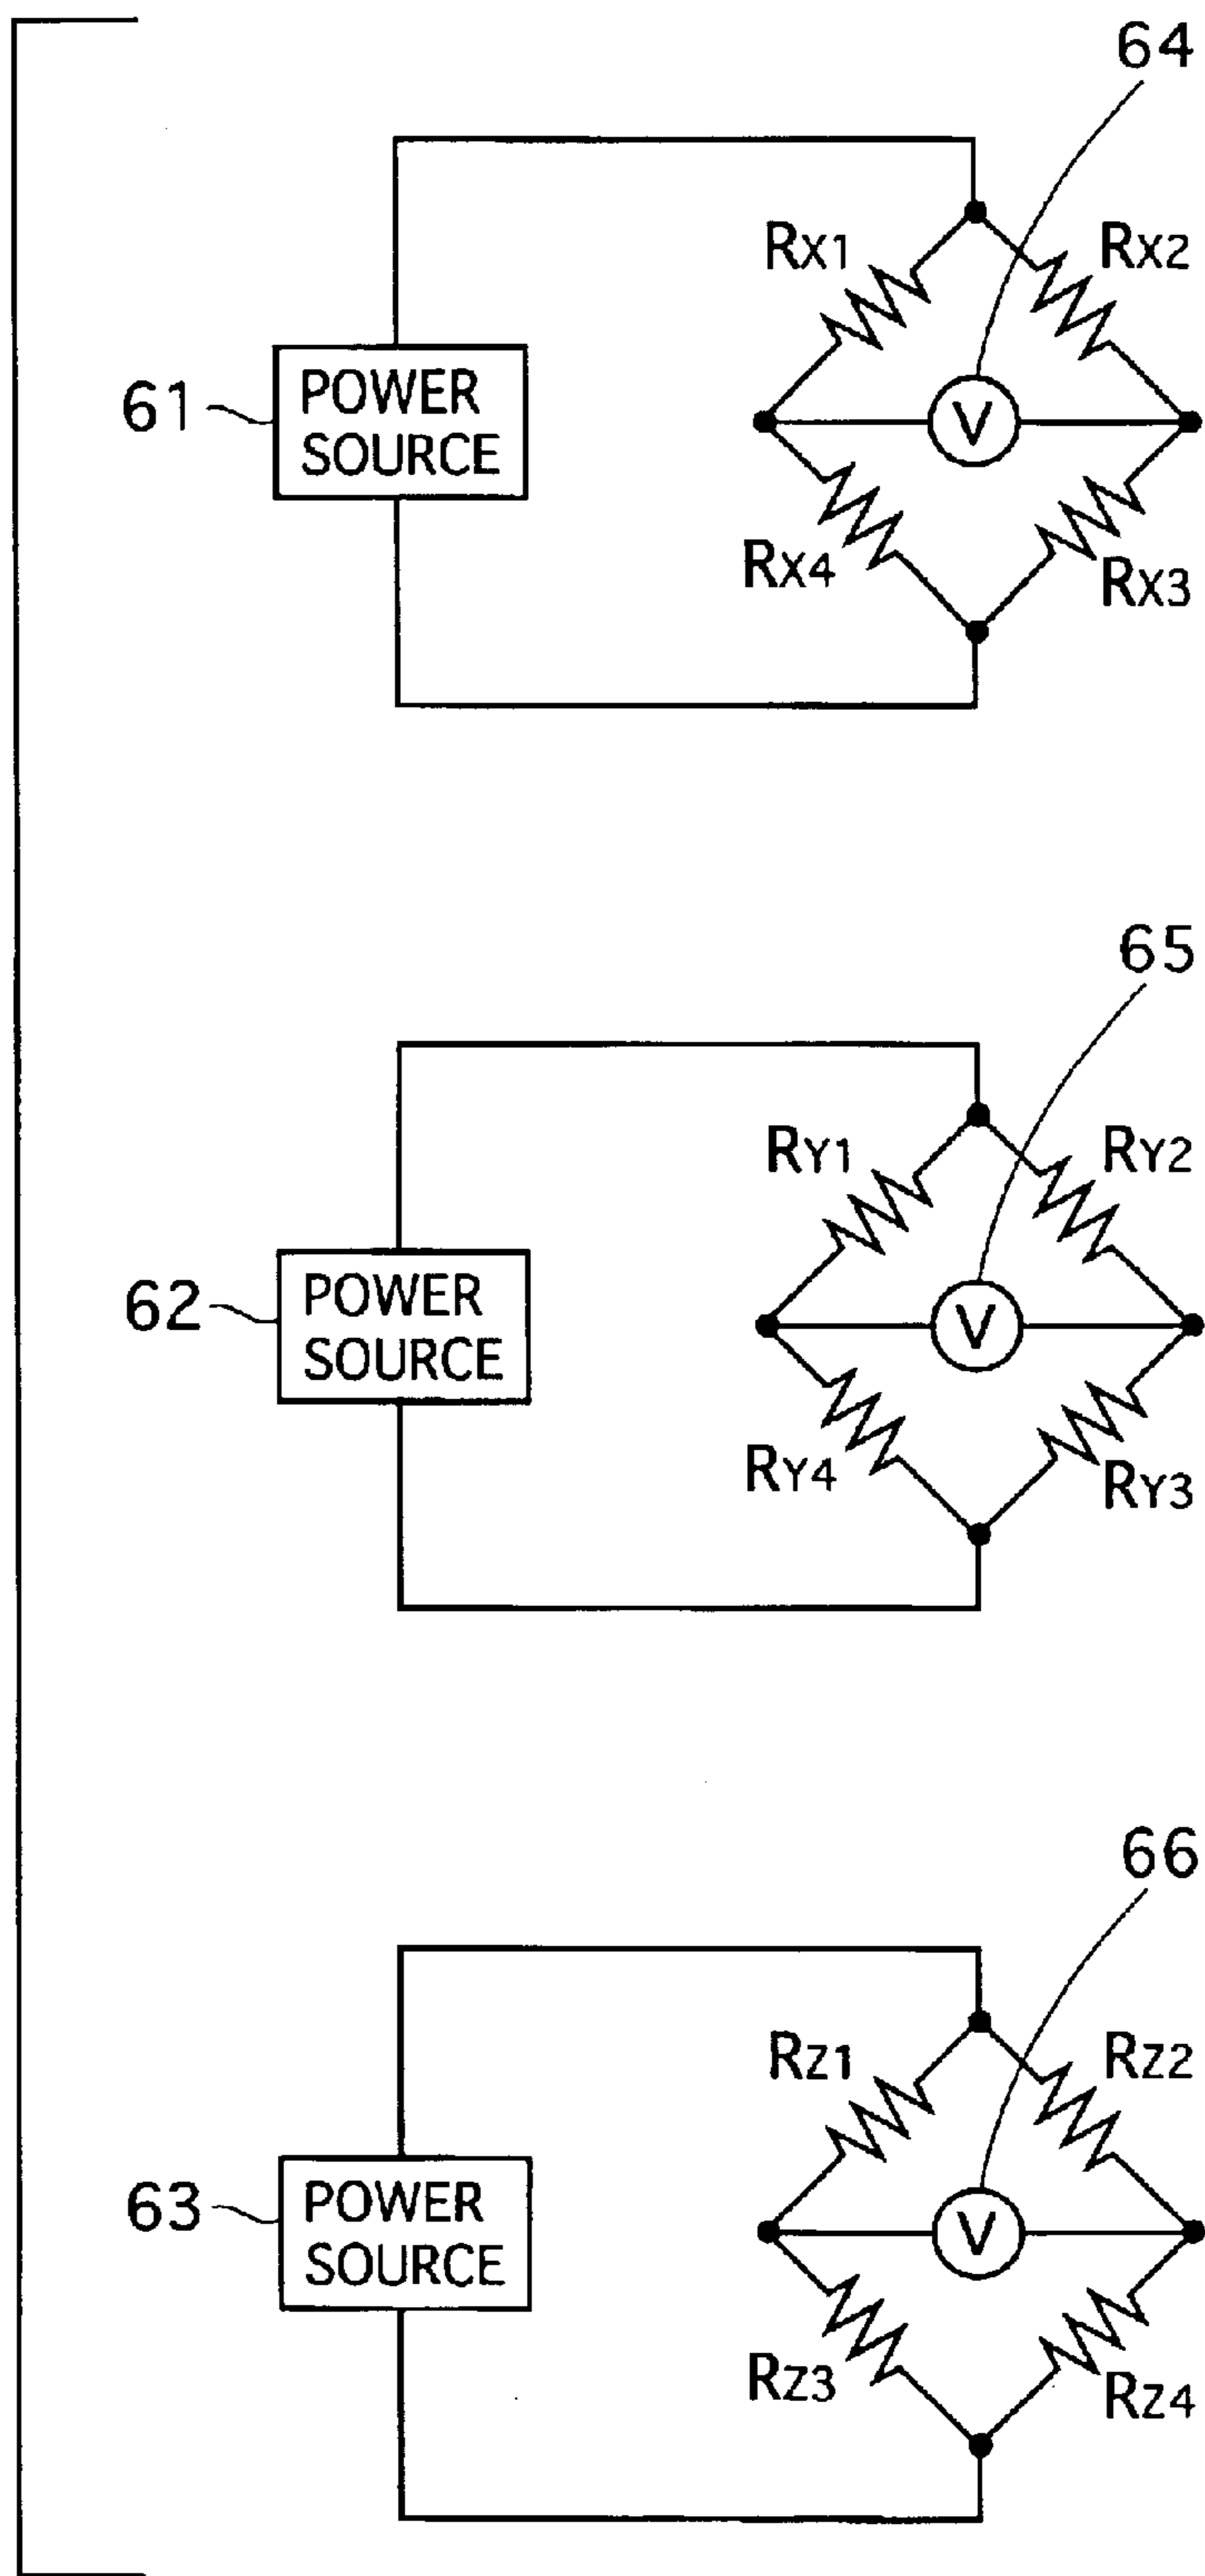 64
RX1
RX2
61
POWER
SOURCE
V
RX4
RX3
65
RY1
RY2
62
POWER
SOURCE
V
RY4
RY3
66
RZ1
RZ2
63
POWER
SOURCE
V
RZ3
RZ4